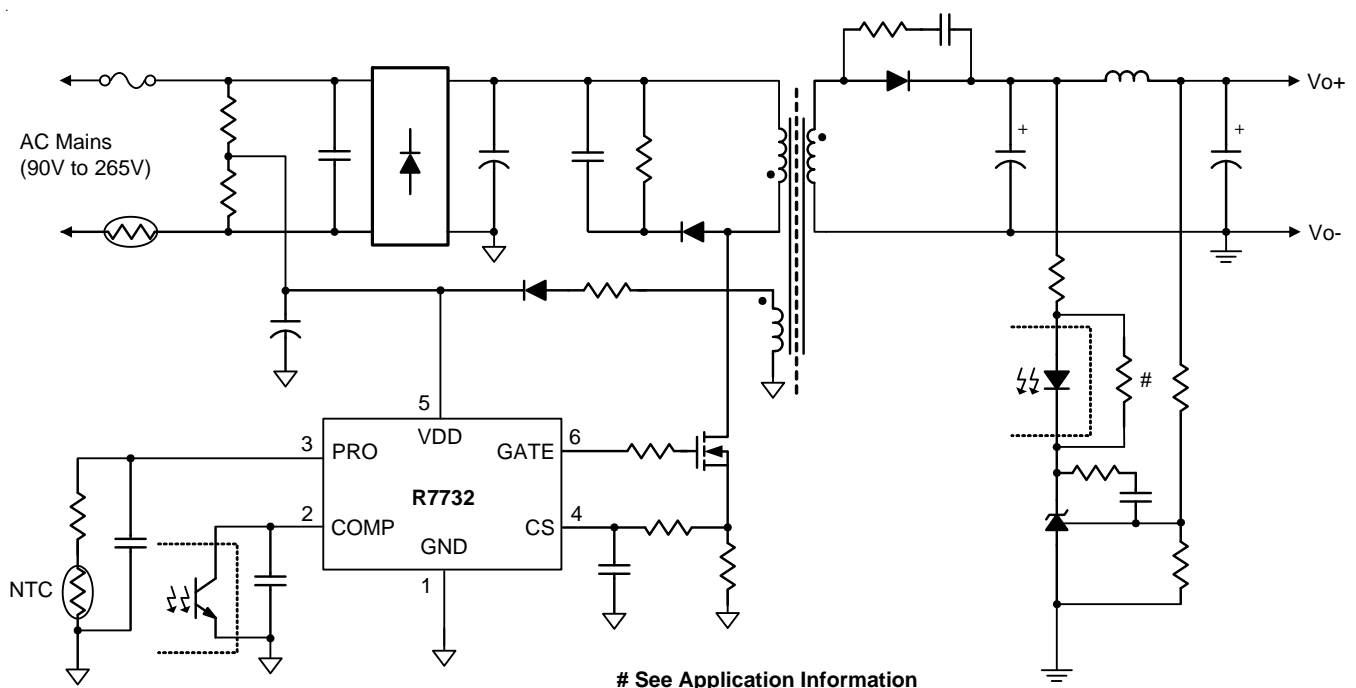 Vo+
AC Mains
(90V to 265V)
+
+
Vo-
#
5
3
PRO
VDD
GATE
6
R7732
2
COMP
CS
4
GND
NTC
1
# See Application Information